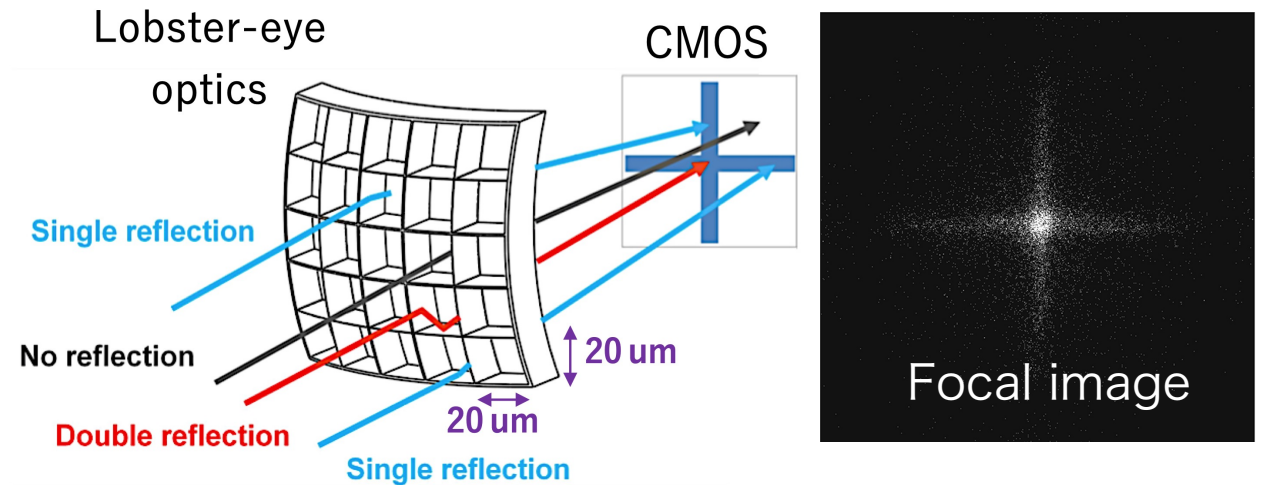 Lobster-eye
optics
CMOS
Single reflection
No reflection
Double reflection
Single reflection
20 um
20 um
Focal image